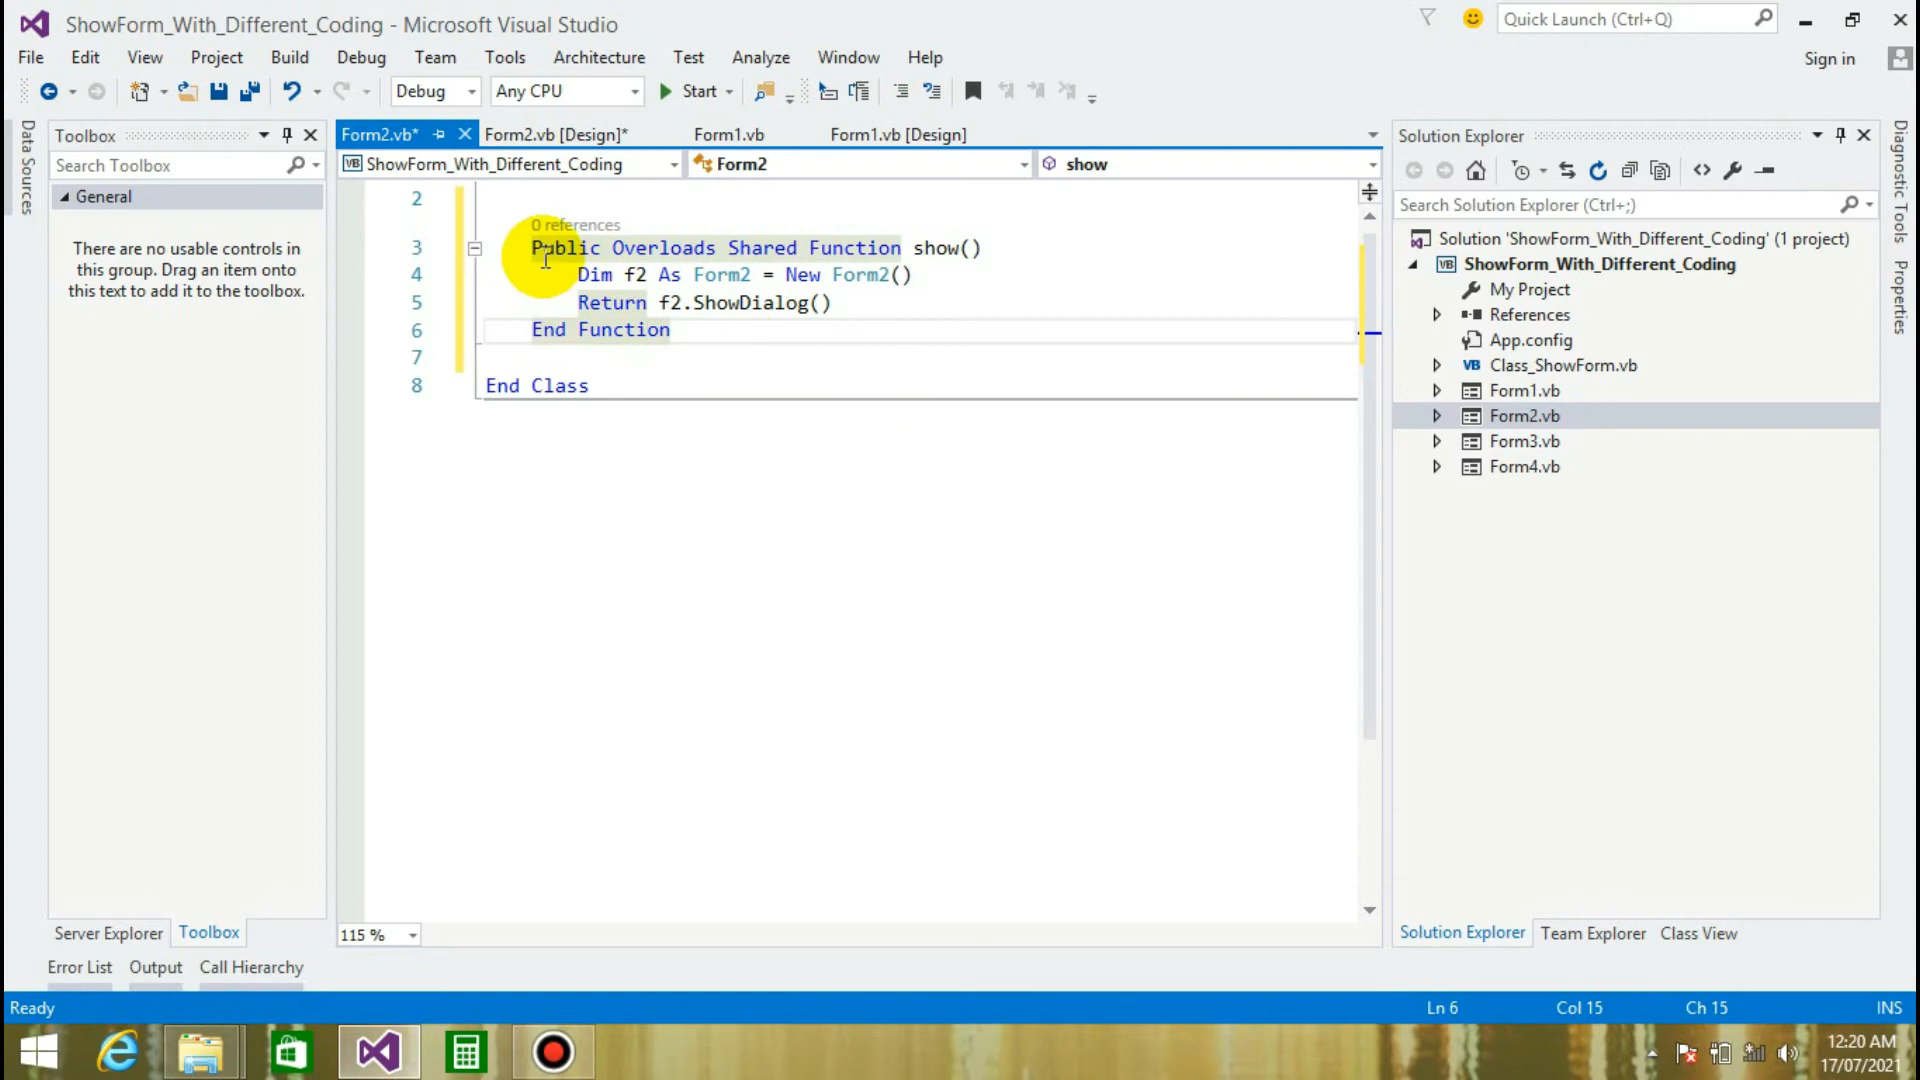 ShowForm_With_Different_Coding - Microsoft Visual Studio
Quick Launch (Ctrl+Q)
File Edit View Project Build Debug Team Tools Architecture Test Analyze Window Help
Sign in
Debug Any CPU Start
Data Sources
Toolbox
Search Toolbox
General
There are no usable controls in
this group. Drag an item onto
this text to add it to the toolbox.
Server Explorer Toolbox
Form2.vb* Form2.vb [Design]* Form1.vb Form1.vb [Design]
VB ShowForm_With_Different_Coding Form2 show
2
0 references
3 Public Overloads Shared Function show()
4 Dim f2 As Form2 = New Form2()
5 Return f2.ShowDialog()
6 End Function
7
8 End Class
115 %
Solution Explorer
Search Solution Explorer (Ctrl+;)
Solution 'ShowForm_With_Different_Coding' (1 project)
VB ShowForm_With_Different_Coding
My Project
References
App.config
VB Class_ShowForm.vb
Form1.vb
Form2.vb
Form3.vb
Form4.vb
Solution Explorer Team Explorer Class View
Diagnostic Tools
Properties
Error List Output Call Hierarchy
Ready Ln 6 Col 15 Ch 15 INS
12:20 AM
17/07/2021